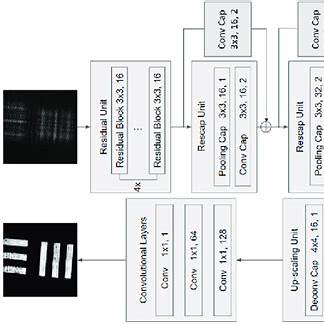 Conv Cap
3x3, 16, 2
Conv Cap
Residual Unit
Residual Block 3x3, 16
...
Residual Block 3x3, 16
4x
Rescap Unit
Pooling Cap 3x3, 16, 1
Conv Cap 3x3, 16, 2
Rescap Unit
Pooling Cap 3x3, 32, 2
Convolutional Layers
Conv 1x1, 1
Conv 1x1, 64
Conv 1x1, 128
Up-scaling Unit
Deconv Cap 4x4, 16, 1